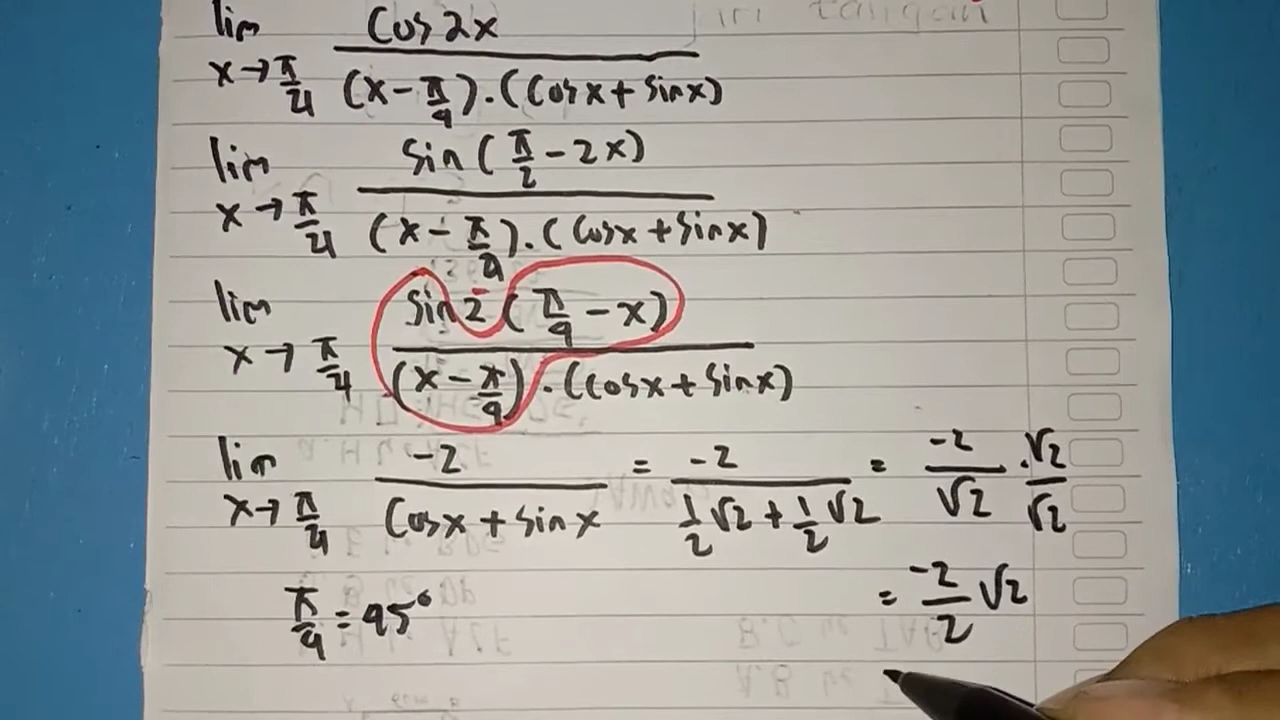 lim x→π/4 Cos 2x / (x - π/4) . (Cos x + sin x)
lim x→π/4 sin (π/2 - 2x) / (x - π/4) . (Cos x + sin x)
lim x→π/4 sin 2 (π/4 - x) / (x - π/4) . (Cos x + sin x)
lim x→π/4 -2 / Cos x + sin x = -2 / 1/2 √2 + 1/2 √2 = -2/√2 . √2/√2
= -2/2 √2
π/4 = 45°